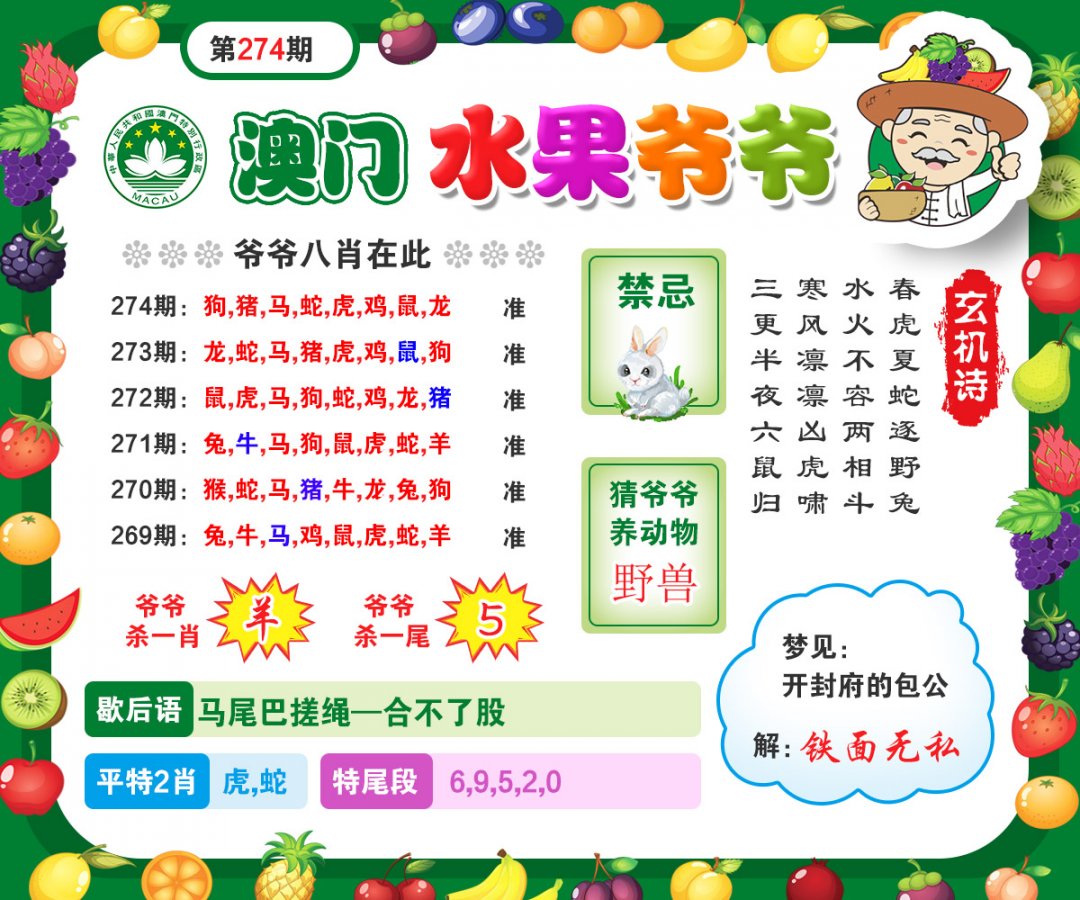 第274期
中華人民共和國澳門特別行政區
MACAU
澳门 水果爷爷
爷爷八肖在此
274期：狗,猪,马,蛇,虎,鸡,鼠,龙 准
273期：龙,蛇,马,猪,虎,鸡,鼠,狗 准
272期：鼠,虎,马,狗,蛇,鸡,龙,猪 准
271期：兔,牛,马,狗,鼠,虎,蛇,羊 准
270期：猴,蛇,马,猪,牛,龙,兔,狗 准
269期：兔,牛,马,鸡,鼠,虎,蛇,羊 准
爷爷
杀一肖
羊
爷爷
杀一尾
5
禁忌
猜爷爷
养动物
野兽
玄机诗
春虎夏蛇逐野兔
水火不容两相斗
寒风凛凛凶虎啸
三更半夜六鼠归
梦见：
开封府的包公
解：铁面无私
歇后语 马尾巴搓绳—合不了股
平特2肖 虎,蛇
特尾段 6,9,5,2,0